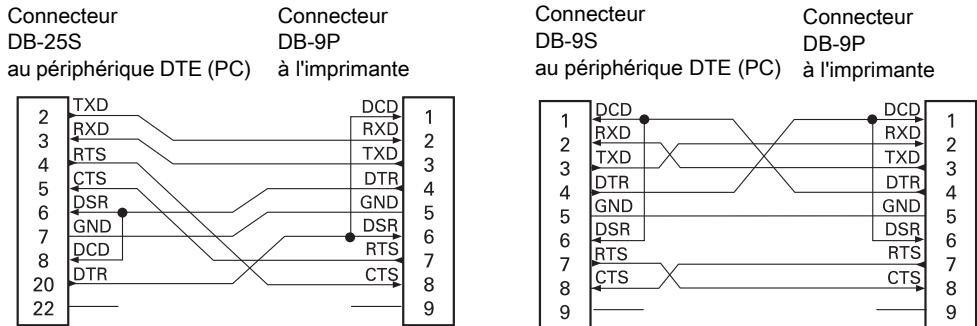 Connecteur
DB-25S
au périphérique DTE (PC)
Connecteur
DB-9P
à l'imprimante
2 TXD DCD 1
3 RXD RXD 2
4 RTS TXD 3
5 CTS DTR 4
6 DSR GND 5
7 GND DSR 6
8 DCD RTS 7
20 DTR CTS 8
22 9
Connecteur
DB-9S
au périphérique DTE (PC)
Connecteur
DB-9P
à l'imprimante
1 DCD DCD 1
2 RXD RXD 2
3 TXD TXD 3
4 DTR DTR 4
5 GND GND 5
6 DSR DSR 6
7 RTS RTS 7
8 CTS CTS 8
9 9